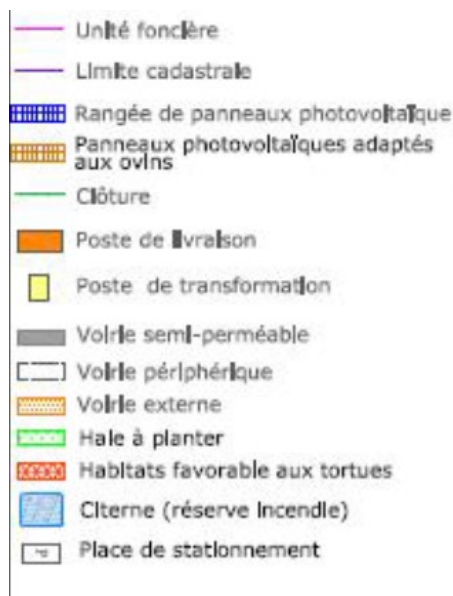 Unité foncière
Limite cadastrale
Rangée de panneaux photovoltaïque
Panneaux photovoltaïques adaptés
aux ovins
Clôture
Poste de livraison
Poste de transformation
Voirie semi-perméable
Voirie périphérique
Voirie externe
Haie à planter
Habitats favorable aux tortues
Citerne (réserve incendie)
Place de stationnement